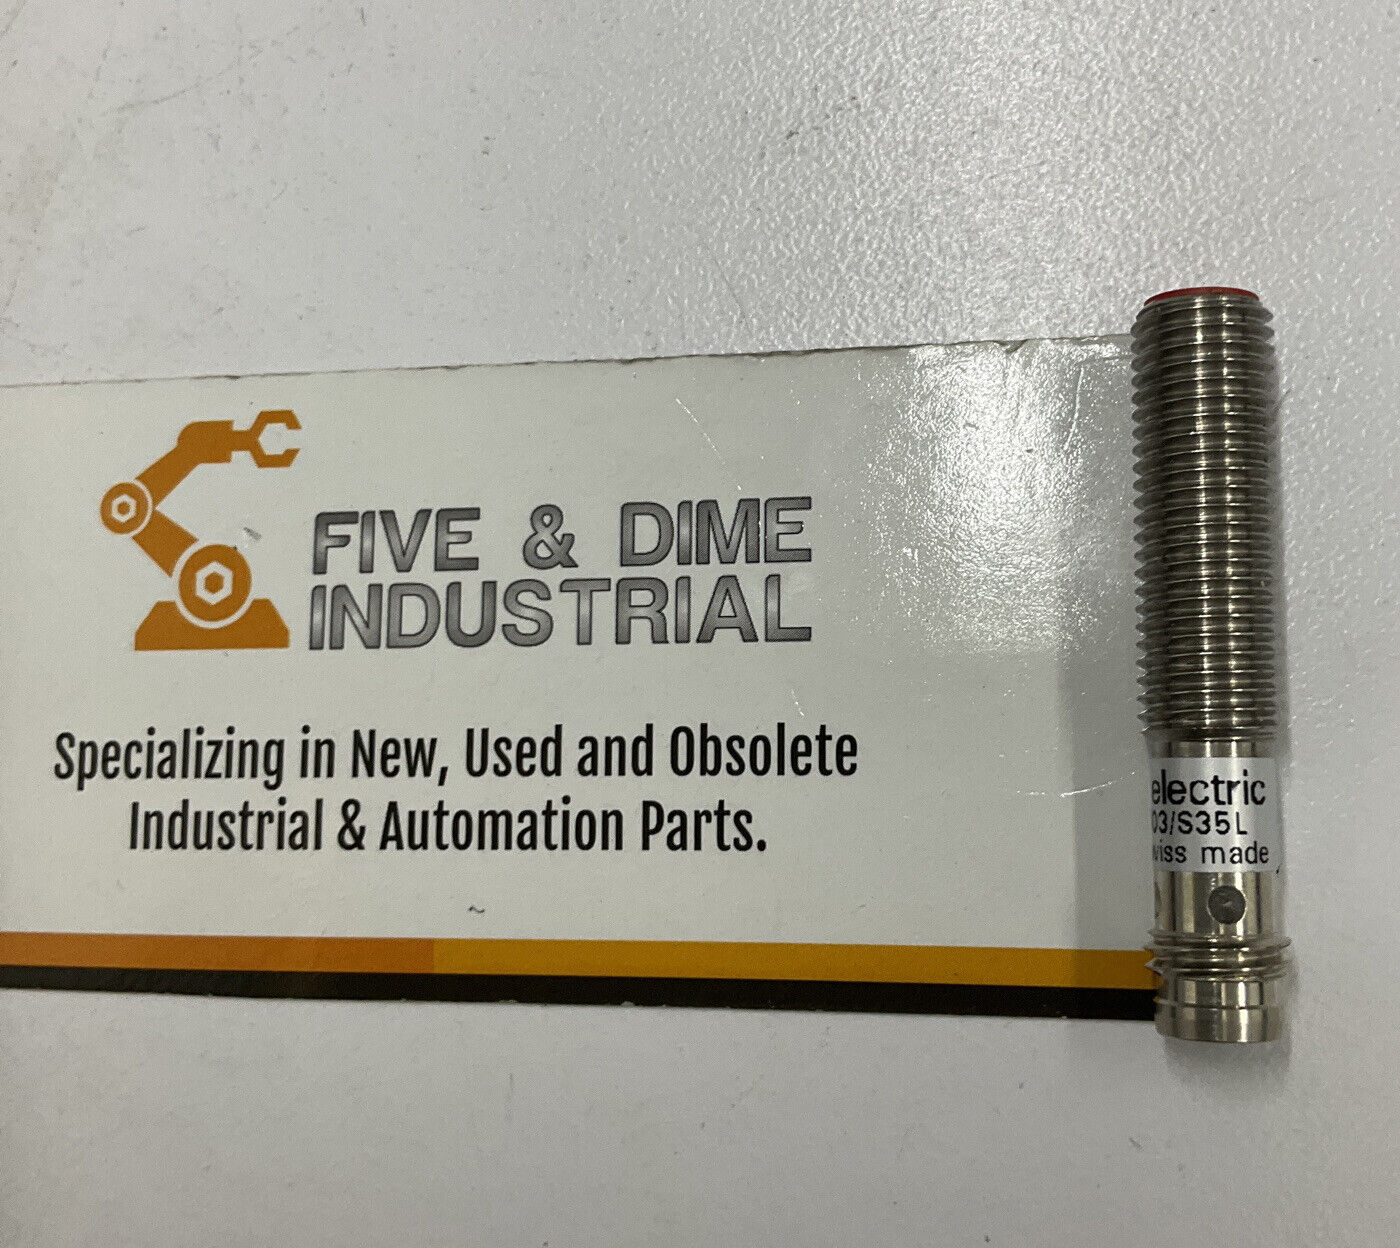 FIVE & DIME
INDUSTRIAL
Specializing in New, Used and Obsolete
Industrial & Automation Parts.
electric
03/S35L
wiss made